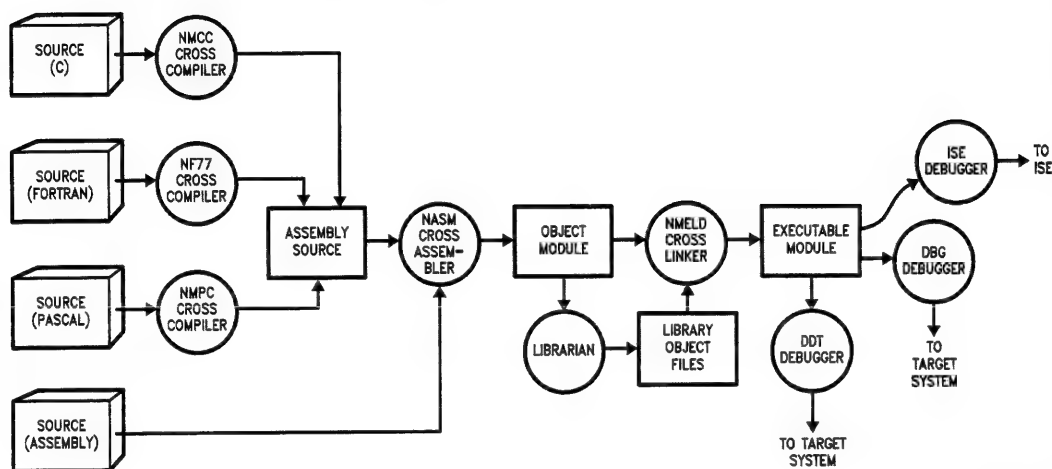 SOURCE
(C)
NMCC
CROSS
COMPILER
SOURCE
(FORTRAN)
NF77
CROSS
COMPILER
SOURCE
(PASCAL)
NMPC
CROSS
COMPILER
SOURCE
(ASSEMBLY)
ASSEMBLY
SOURCE
NASM
CROSS
ASSEM-
BLER
OBJECT
MODULE
LIBRARIAN
LIBRARY
OBJECT
FILES
NMELD
CROSS
LINKER
EXECUTABLE
MODULE
ISE
DEBUGGER
TO
ISE
DBG
DEBUGGER
TO
TARGET
SYSTEM
DDT
DEBUGGER
TO TARGET
SYSTEM